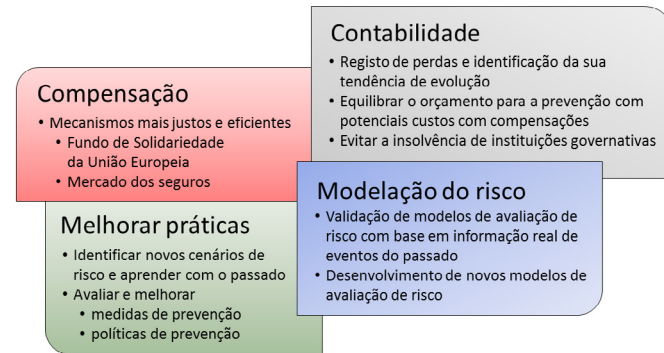 Compensação
• Mecanismos mais justos e eficientes
• Fundo de Solidariedade
da União Europeia
• Mercado dos seguros
Contabilidade
• Registo de perdas e identificação da sua
tendência de evolução
• Equilibrar o orçamento para a prevenção com
potenciais custos com compensações
• Evitar a insolvência de instituições governativas
Melhorar práticas
• Identificar novos cenários de
risco e aprender com o passado
• Avaliar e melhorar
• medidas de prevenção
• políticas de prevenção
Modelação do risco
• Validação de modelos de avaliação de
risco com base em informação real de
eventos do passado
• Desenvolvimento de novos modelos de
avaliação de risco